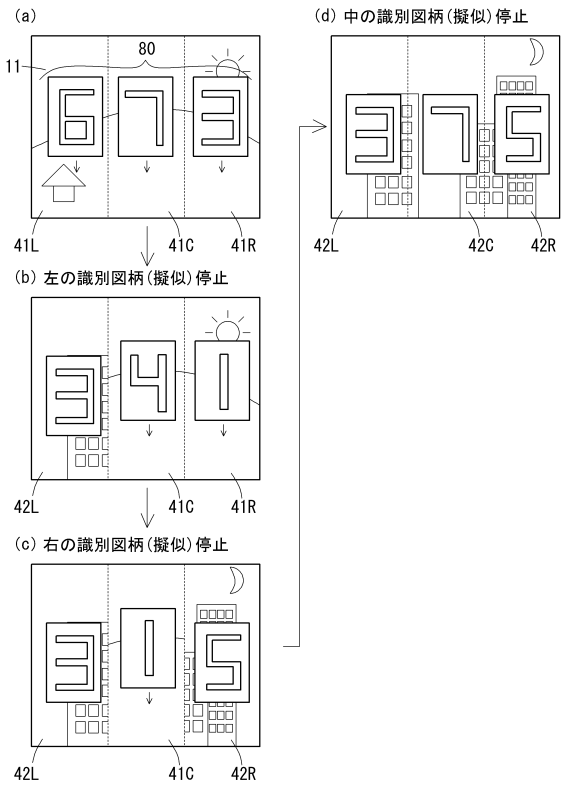 (a)
80
11
6 7 3
41L 41C 41R
(b) 左の識別図柄(擬似)停止
3 4 1
42L 41C 41R
(c) 右の識別図柄(擬似)停止
3 1 5
42L 41C 42R
(d) 中の識別図柄(擬似)停止
3 7 5
42L 42C 42R